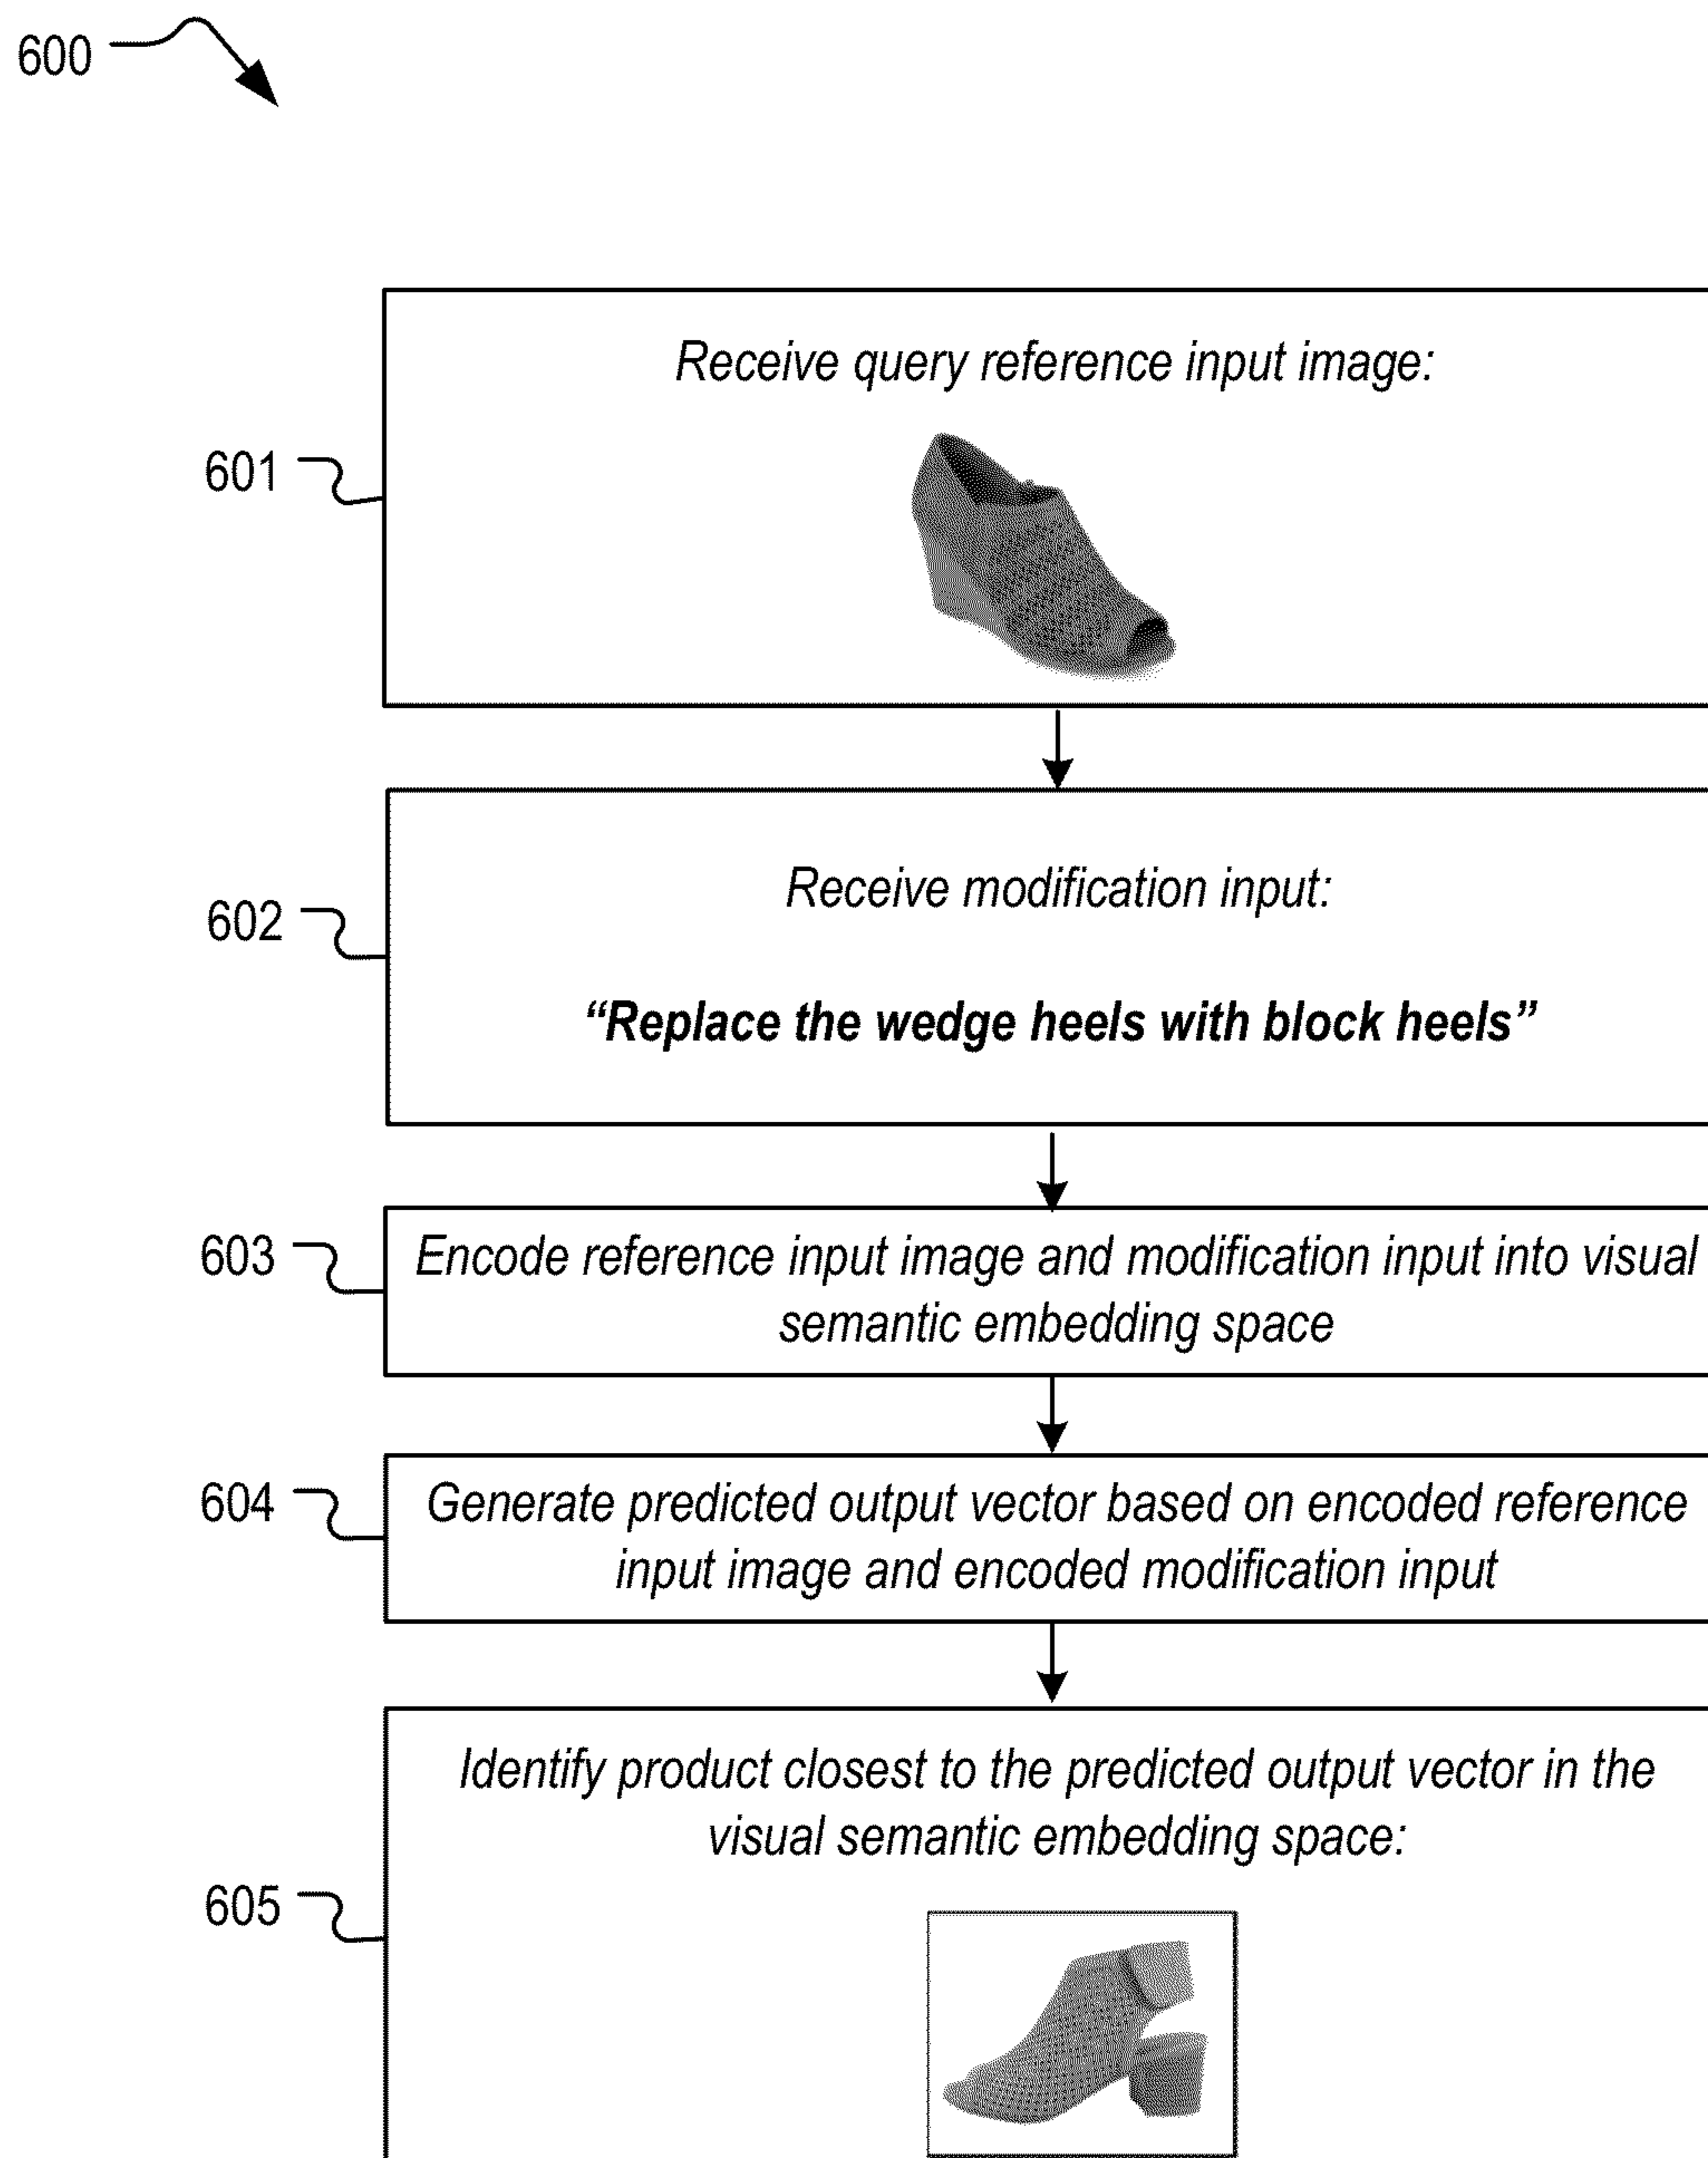 600
Receive query reference input image:
601
Receive modification input:
602
“Replace the wedge heels with block heels”
603
Encode reference input image and modification input into visual
semantic embedding space
604
Generate predicted output vector based on encoded reference
input image and encoded modification input
Identify product closest to the predicted output vector in the
visual semantic embedding space:
605